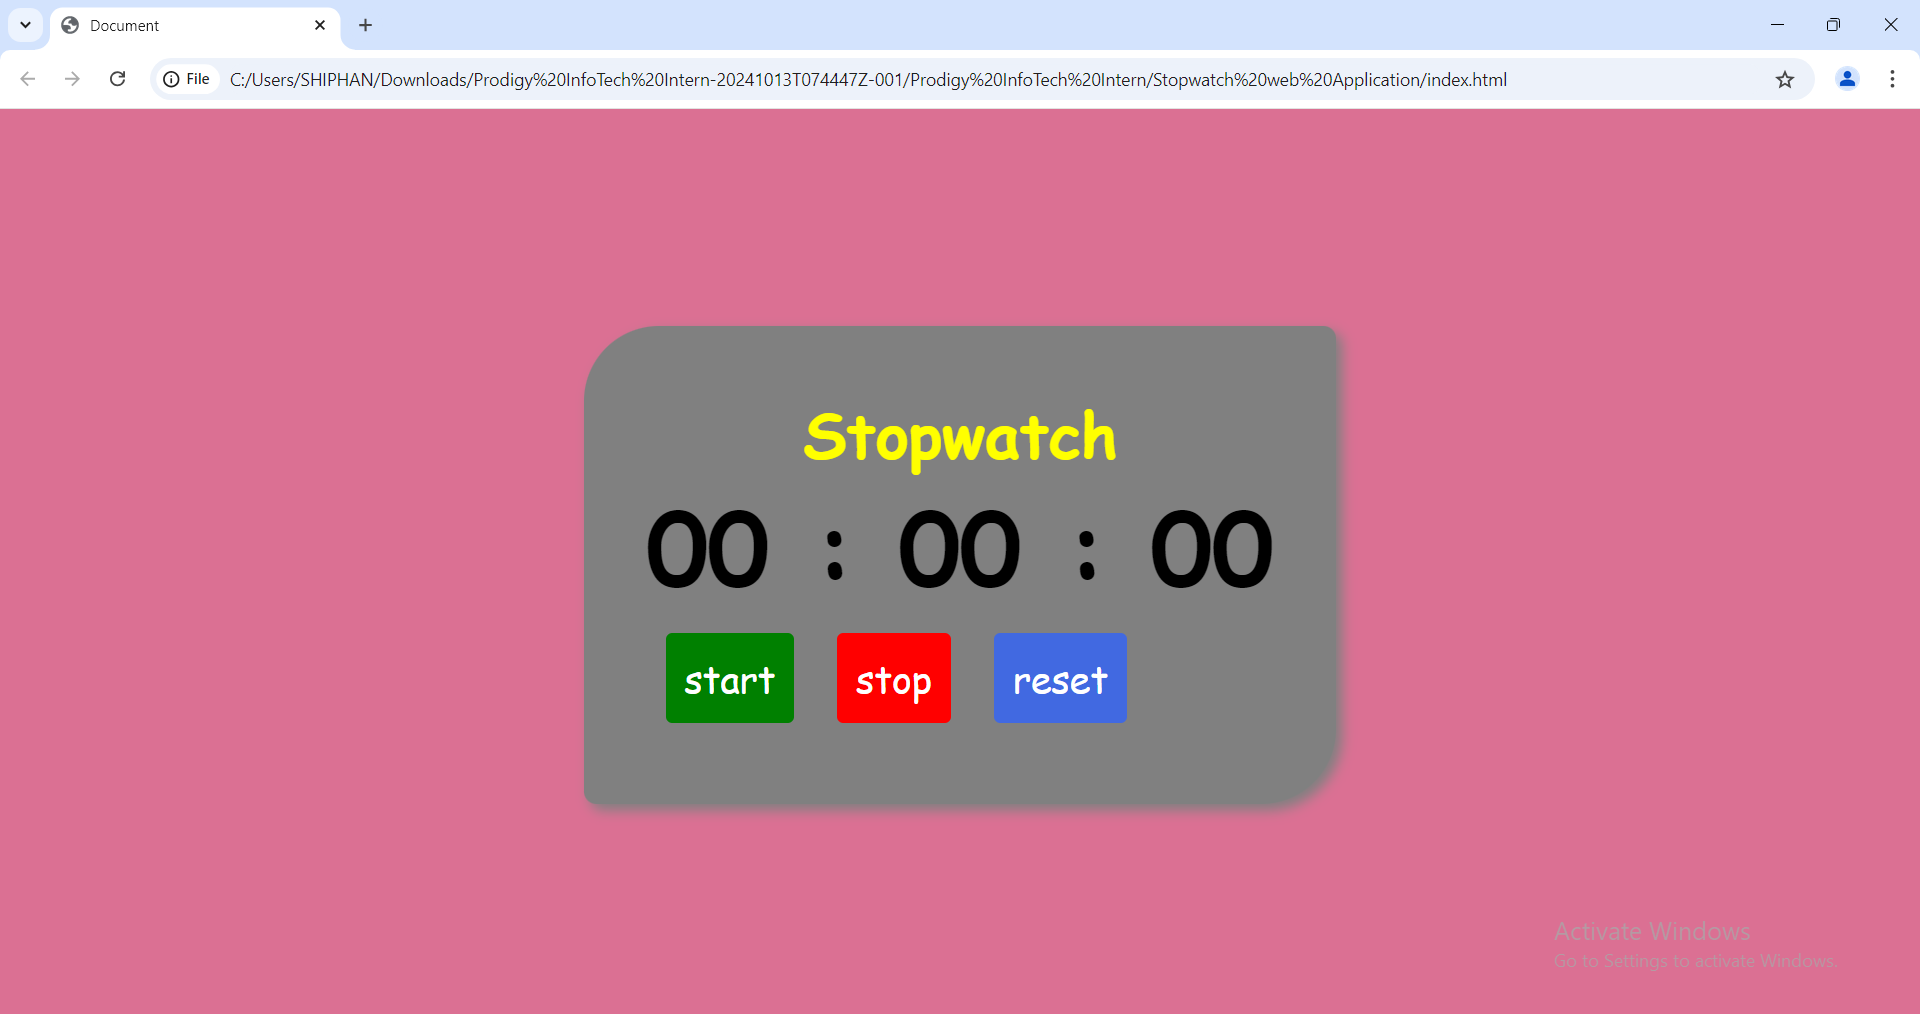 Document
File
C:/Users/SHIPHAN/Downloads/Prodigy%20InfoTech%20Intern-20241013T074447Z-001/Prodigy%20InfoTech%20Intern/Stopwatch%20web%20Application/index.html
Stopwatch
00 : 00 : 00
start stop reset
Activate Windows
Go to Settings to activate Windows.